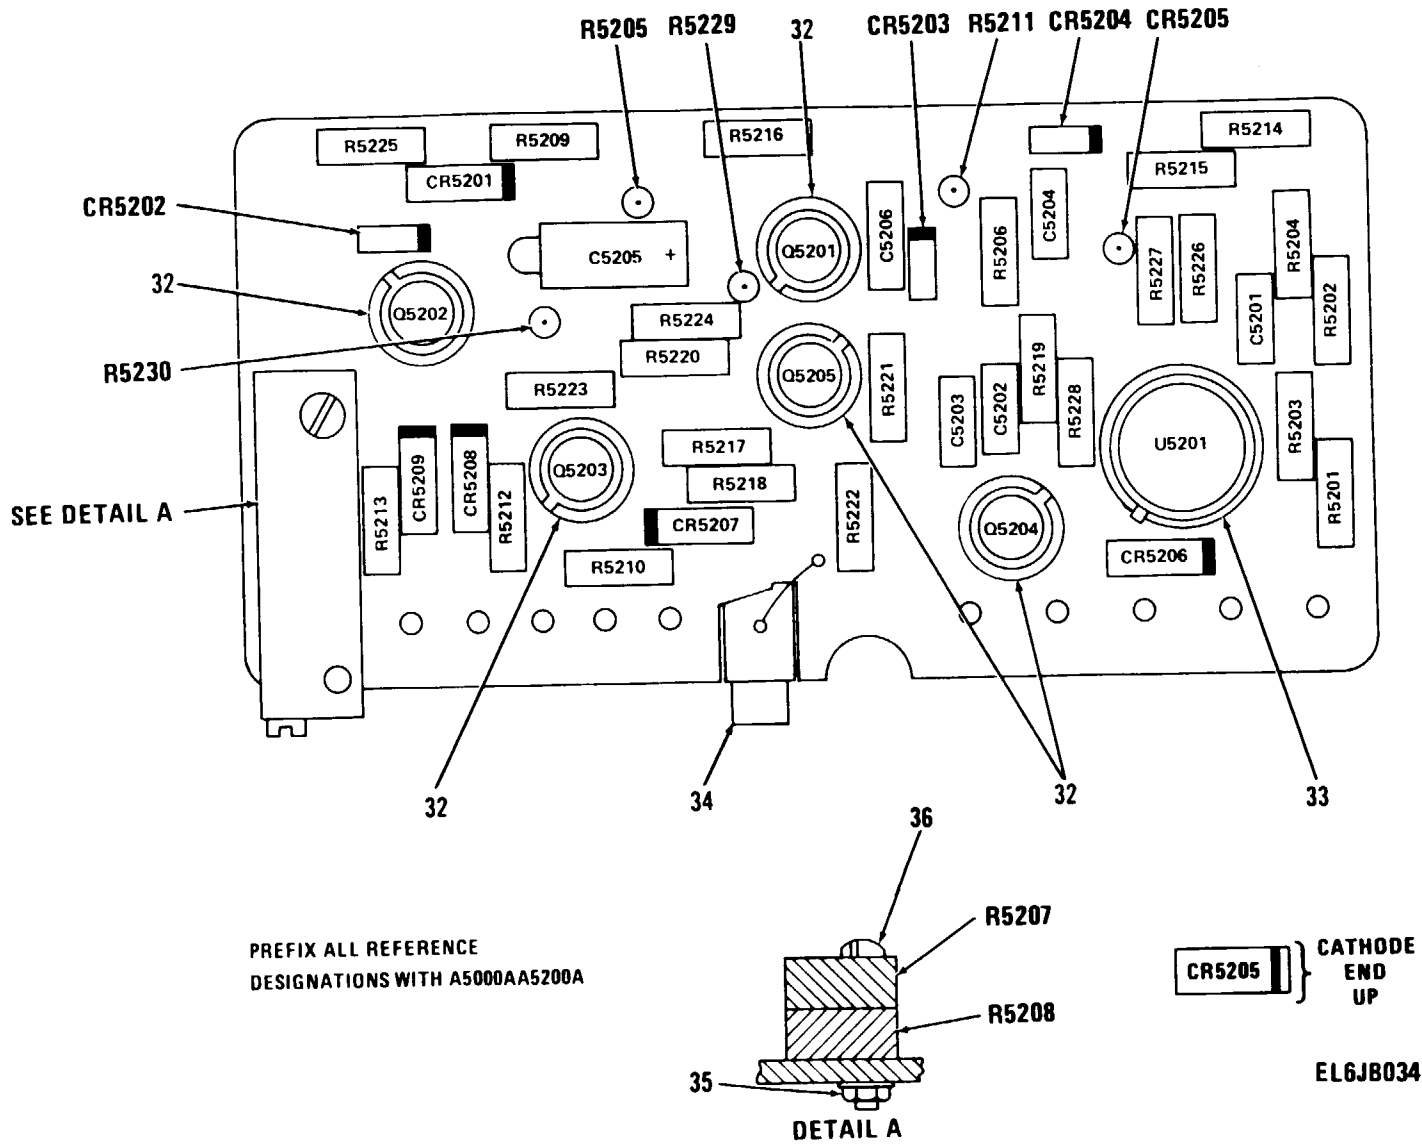 R5205 R5229 32 CR5203 R5211 CR5204 CR5205
R5225 R5209 R5216 R5214
CR5201 R5215
CR5202
C5205 +
Q5201
C5206
R5206
C5204
R5227
R5226
R5204
C5201
R5202
32
Q5202
R5224
R5220
R5230
R5223
Q5205
R5221
C5203
C5202
R5219
R5228
U5201
R5203
R5201
SEE DETAIL A
R5213
CR5209
CR5208
R5212
Q5203
R5217
R5218
CR5207
R5210
R5222
Q5204
CR5206
32 34 32 33
36
R5207
PREFIX ALL REFERENCE
DESIGNATIONS WITH A5000AA5200A
R5208
35
DETAIL A
CR5205
CATHODE
END
UP
EL6JB034